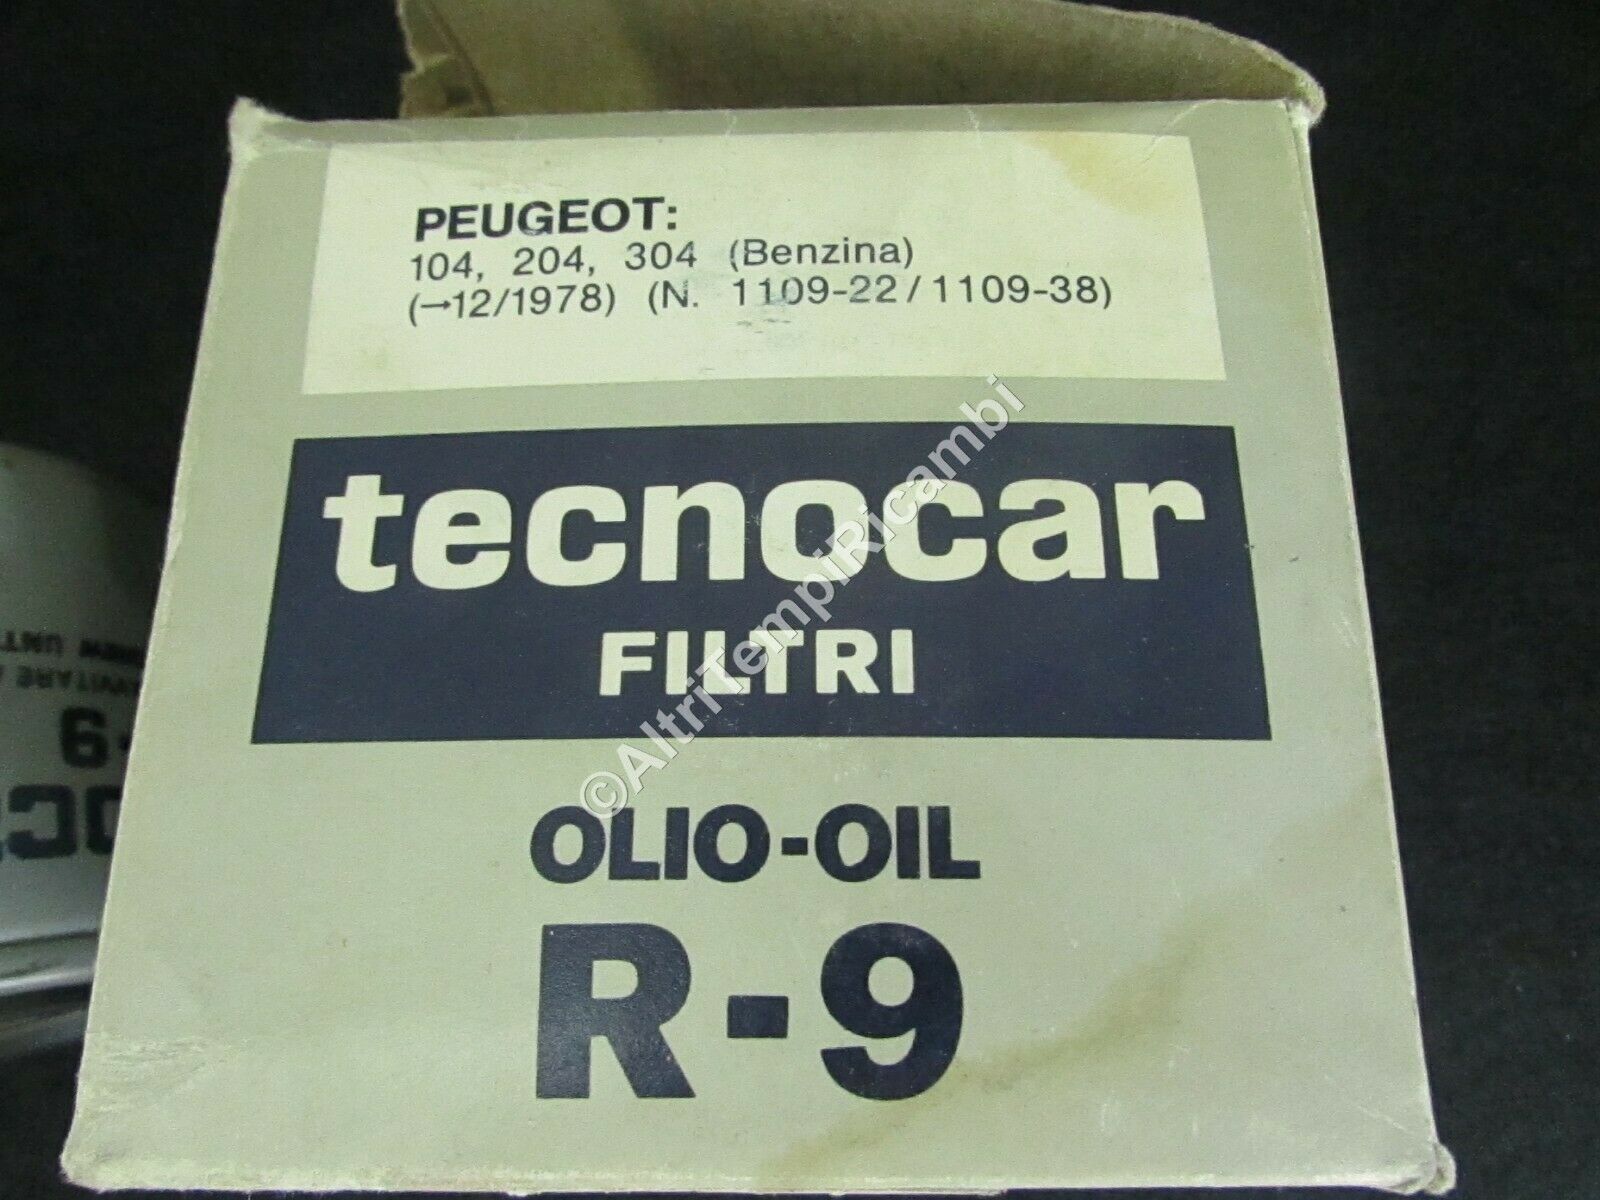 PEUGEOT:
104, 204, 304 (Benzina)
(→12/1978) (N. 1109-22/1109-38)
tecnocar
FILTRI
©AltriTempiRicambi
OLIO-OIL
R-9